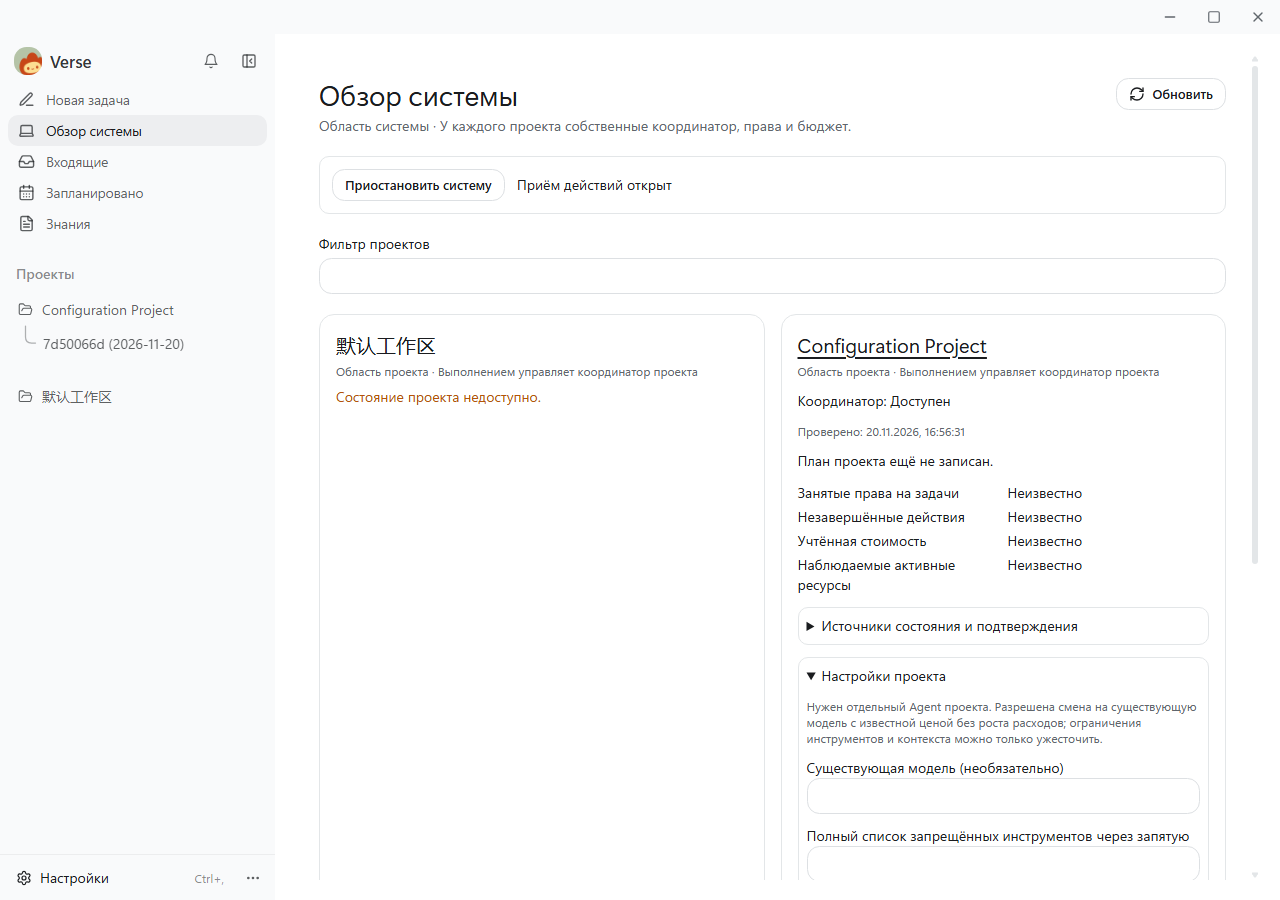 Verse
Новая задача
Обзор системы
Входящие
Запланировано
Знания
Проекты
Configuration Project
7d50066d (2026-11-20)
默认工作区
Настройки
Ctrl+,
Обзор системы
Область системы · У каждого проекта собственные координатор, права и бюджет.
Обновить
Приостановить систему
Приём действий открыт
Фильтр проектов
默认工作区
Область проекта · Выполнением управляет координатор проекта
Состояние проекта недоступно.
Configuration Project
Область проекта · Выполнением управляет координатор проекта
Координатор: Доступен
Проверено: 20.11.2026, 16:56:31
План проекта ещё не записан.
Занятые права на задачи Неизвестно
Незавершённые действия Неизвестно
Учтённая стоимость Неизвестно
Наблюдаемые активные Неизвестно
ресурсы
Источники состояния и подтверждения
Настройки проекта
Нужен отдельный Agent проекта. Разрешена смена на существующую
модель с известной ценой без роста расходов; ограничения
инструментов и контекста можно только ужесточить.
Существующая модель (необязательно)
Полный список запрещённых инструментов через запятую